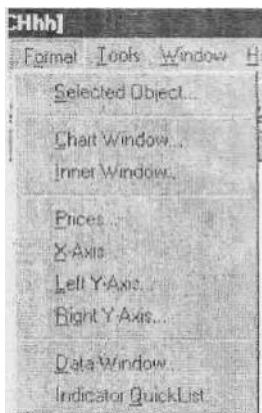 CHhh]
Format Tools Window H
Selected Object...
Chart Window...
Inner Window...
Prices...
X-Axis...
Left Y-Axis...
Right Y-Axis...
Data Window...
Indicator QuickList...